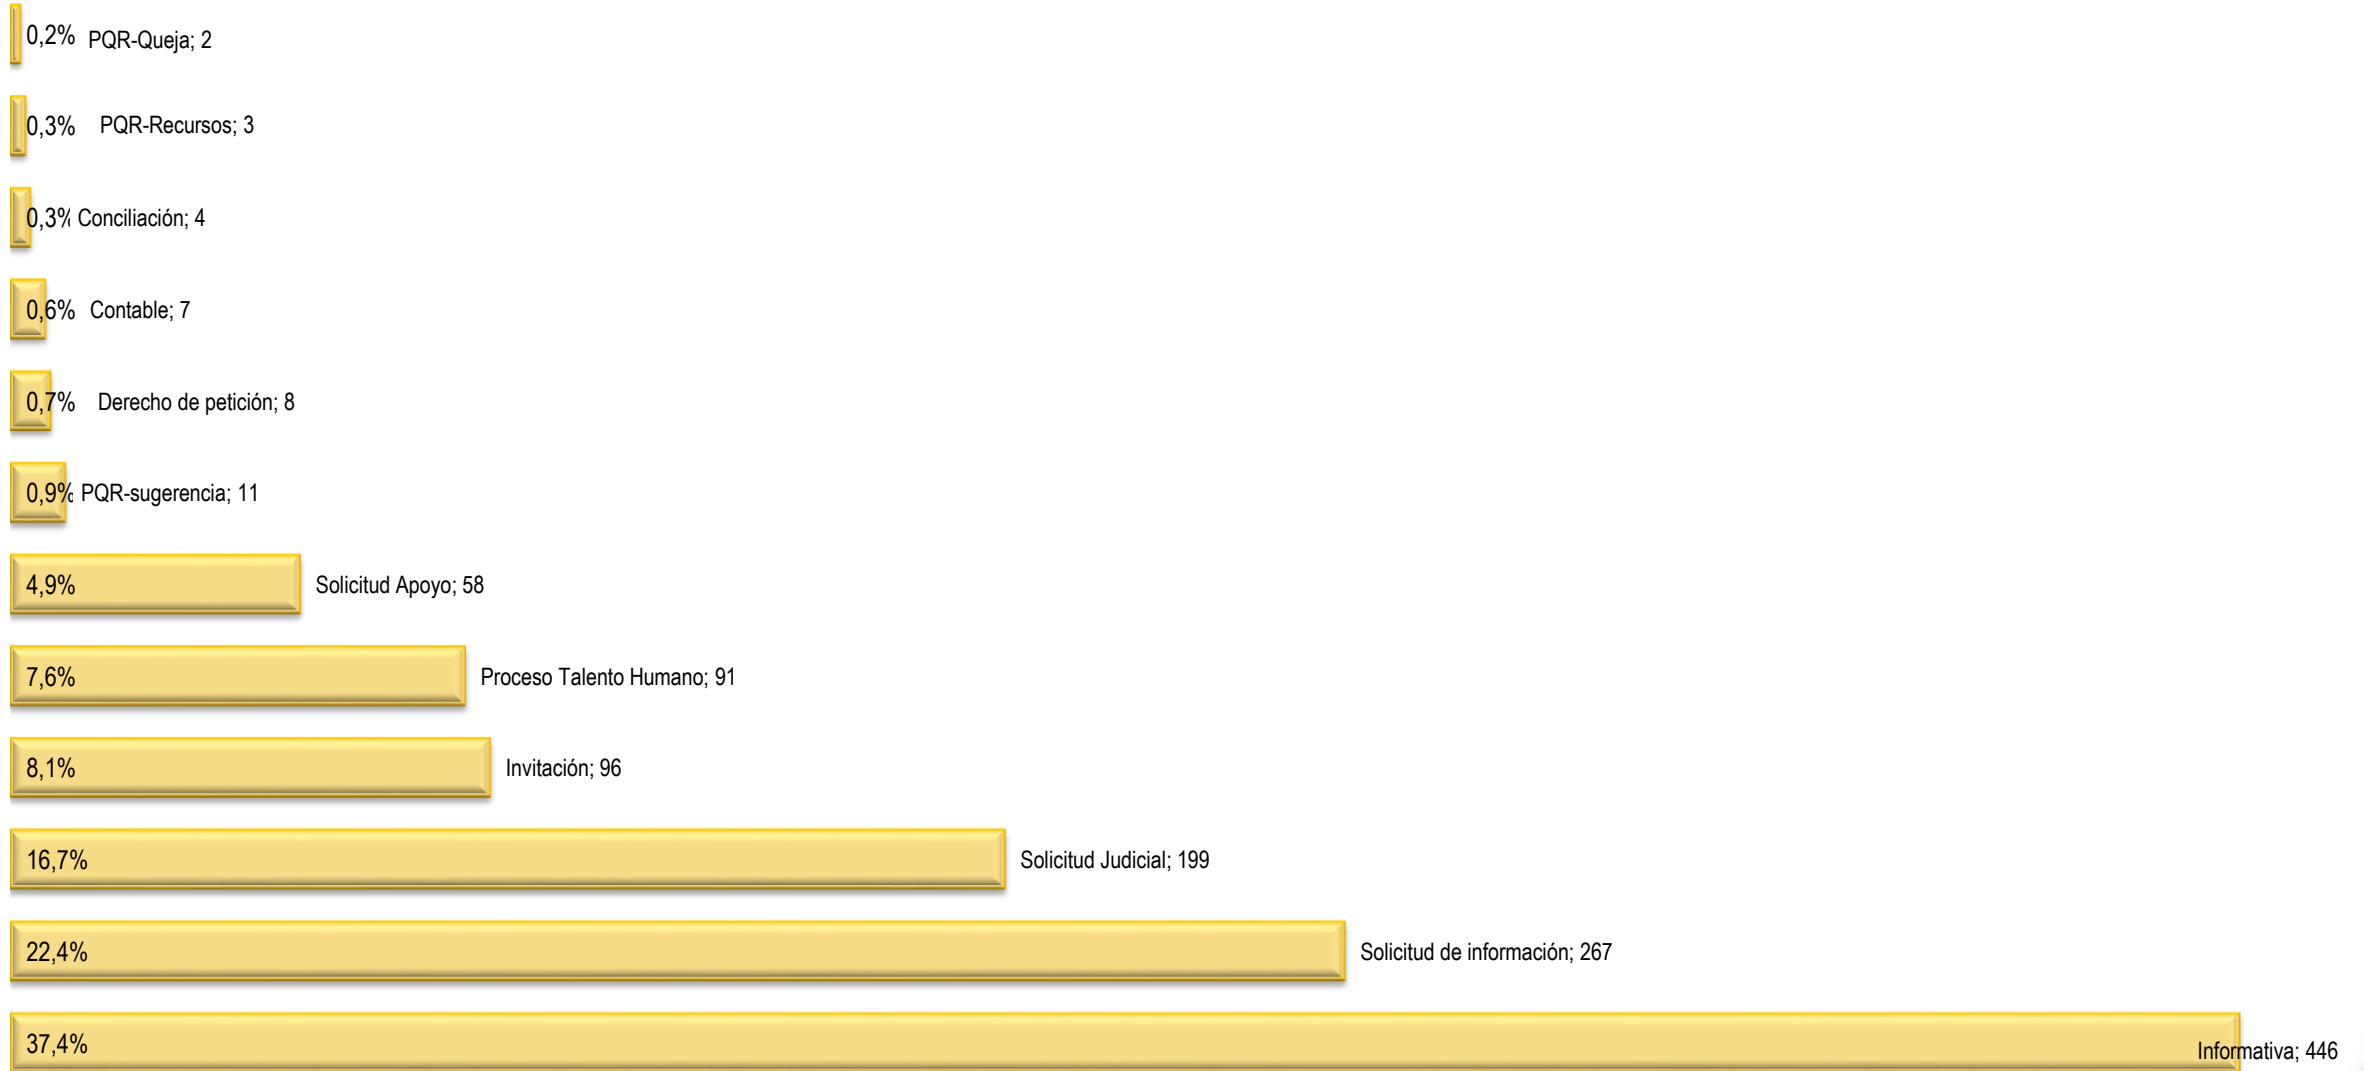 0,2% PQR-Queja; 2
0,3% PQR-Recursos; 3
0,3% Conciliación; 4
0,6% Contable; 7
0,7% Derecho de petición; 8
0,9% PQR-sugerencia; 11
4,9% Solicitud Apoyo; 58
7,6% Proceso Talento Humano; 91
8,1% Invitación; 96
16,7% Solicitud Judicial; 199
22,4% Solicitud de información; 267
37,4% Informativa; 446